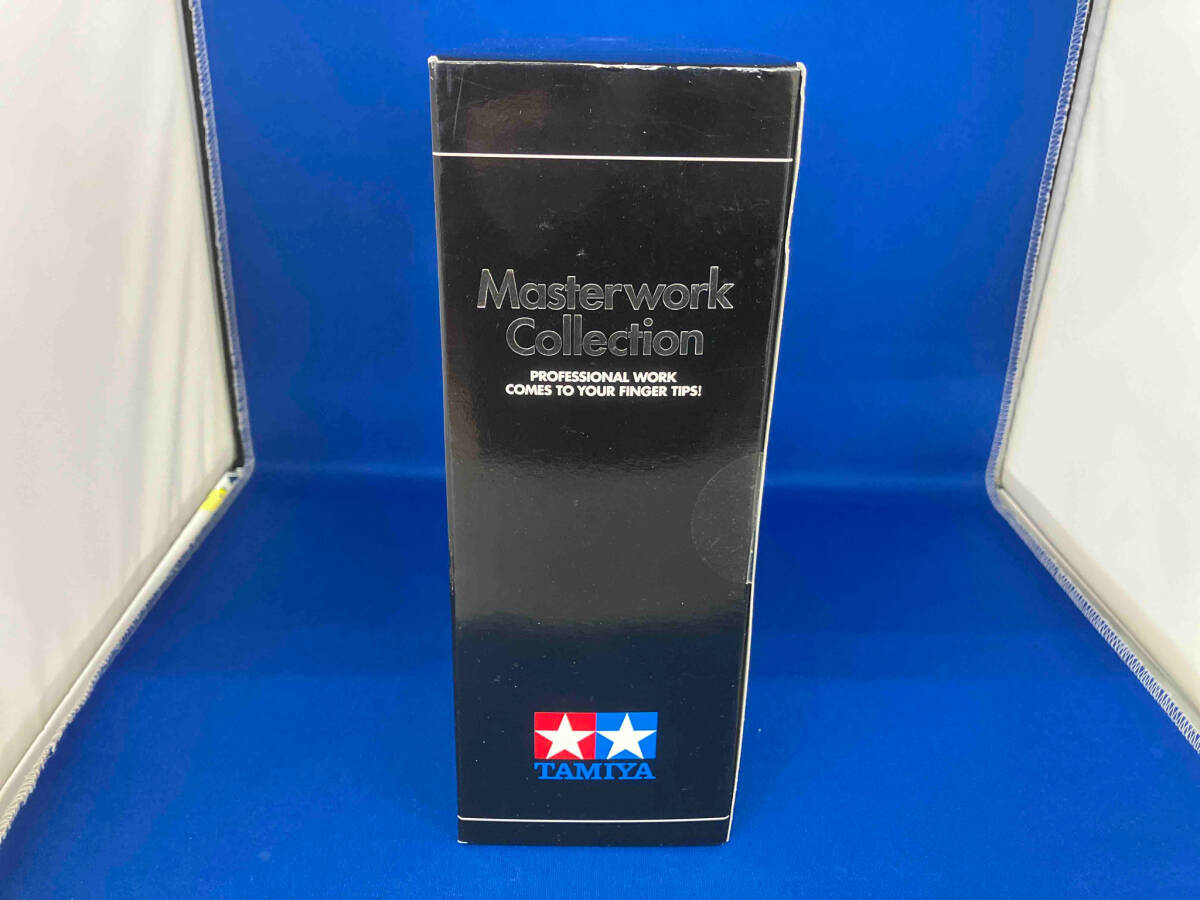 Masterwork
Collection
PROFESSIONAL WORK
COMES TO YOUR FINGER TIPS!
TAMIYA